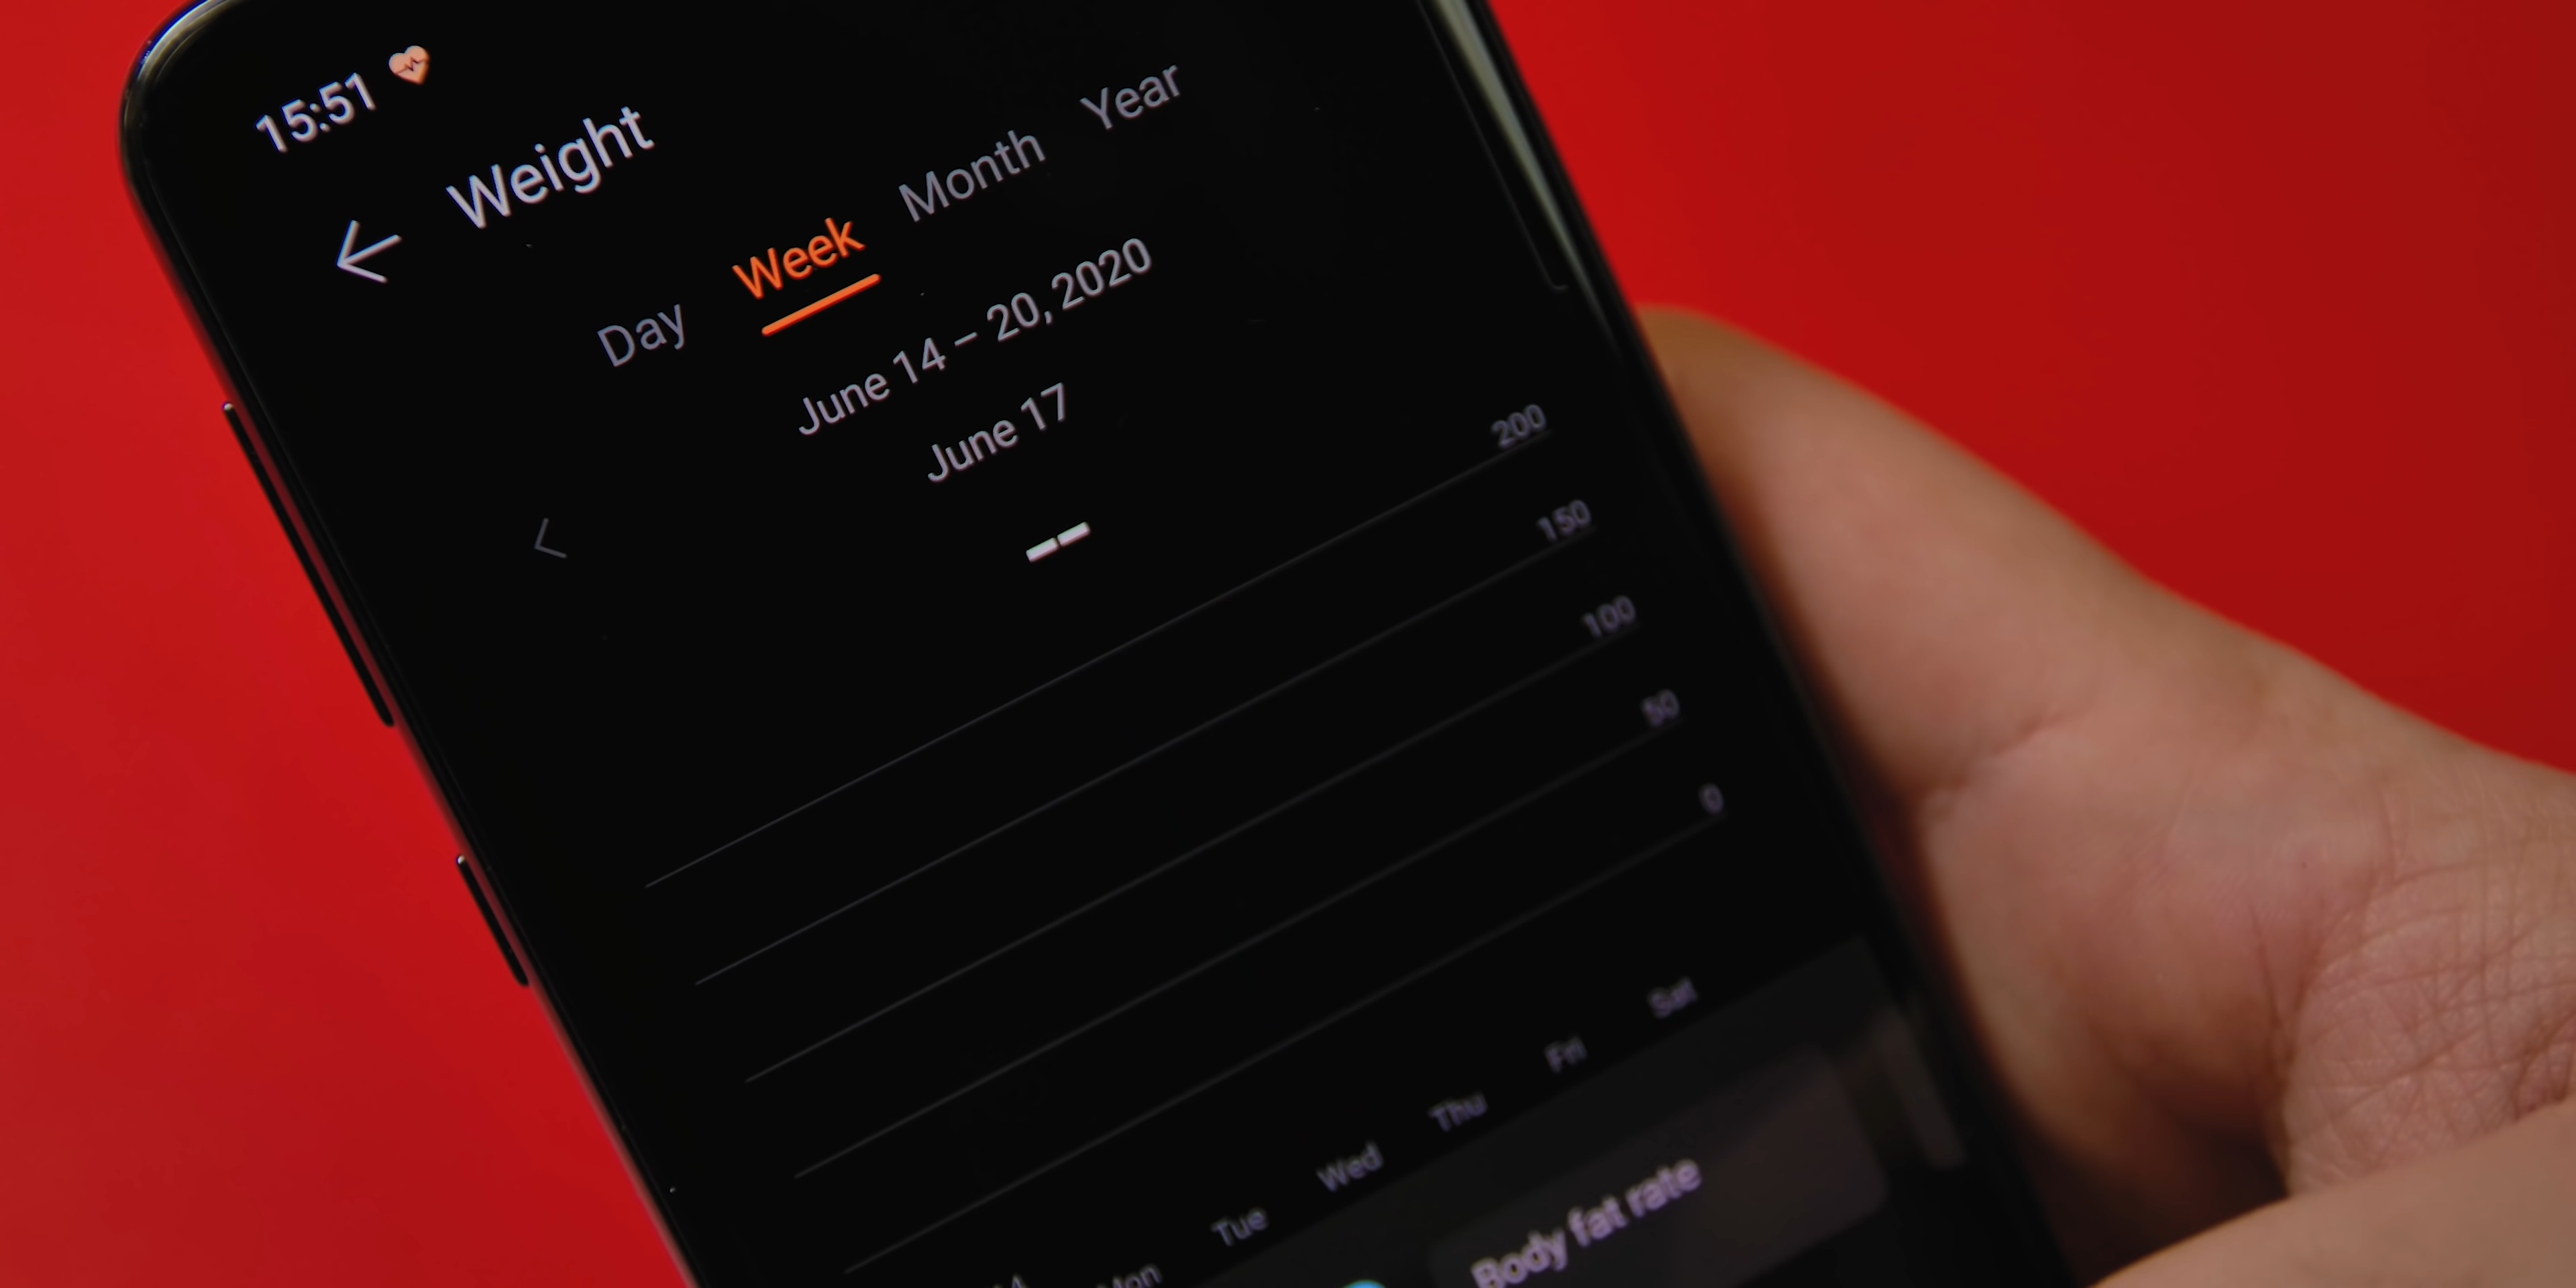 15:51
Weight
Day Week Month Year
June 14 – 20, 2020
June 17
--
200
150
100
50
0
Mon Tue Wed Thu Fri Sat
Body fat rate